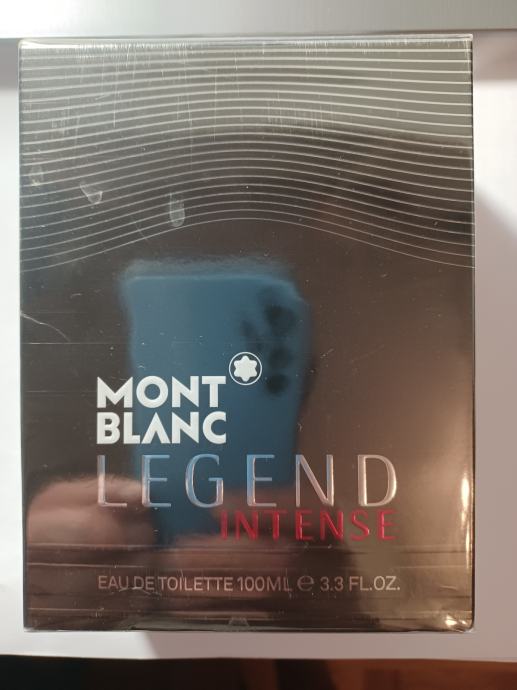 MONT
BLANC
LEGEND
INTENSE
EAU DE TOILETTE 100ML ℮ 3.3 FL.OZ.